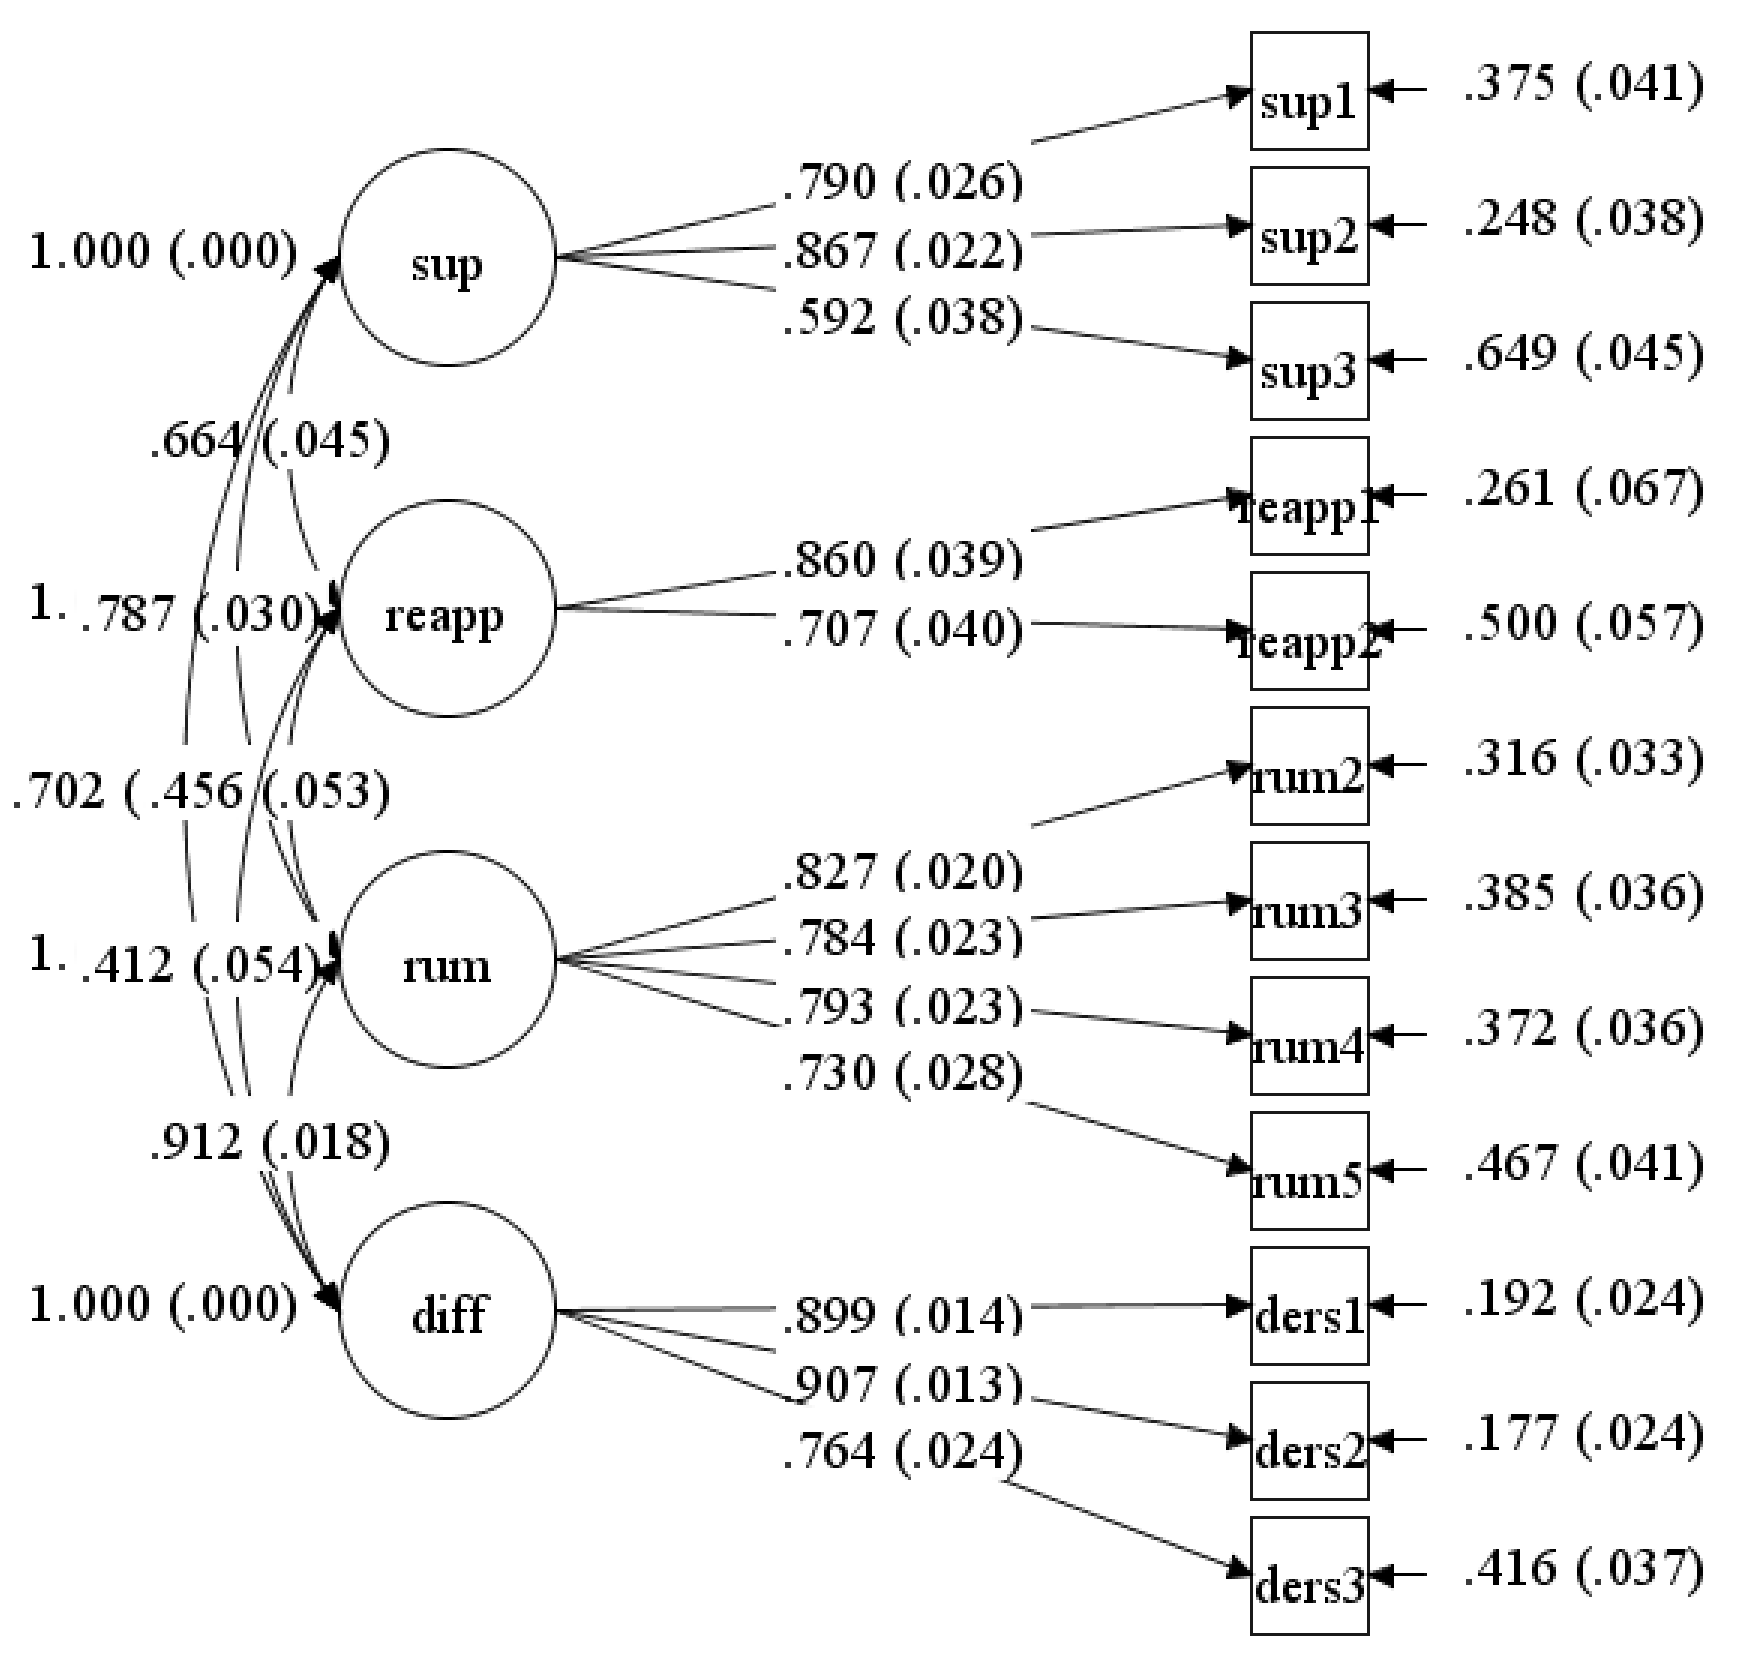 sup1
.375 (.041)
.790 (.026)
sup2
.248 (.038)
1.000 (.000)
sup
.867 (.022)
.592 (.038)
sup3
.649 (.045)
.664 (.045)
reapp1
.261 (.067)
.860 (.039)
1.
.787 (.030)
reapp
.707 (.040)
reapp2
.500 (.057)
rum2
.316 (.033)
.702 (
.456 (.053)
.827 (.020)
rum3
.385 (.036)
.784 (.023)
1.
.412 (.054)
rum
.793 (.023)
rum4
.372 (.036)
.730 (.028)
.912 (.018)
rum5
.467 (.041)
1.000 (.000)
diff
.899 (.014)
ders1
.192 (.024)
.907 (.013)
ders2
.177 (.024)
.764 (.024)
ders3
.416 (.037)